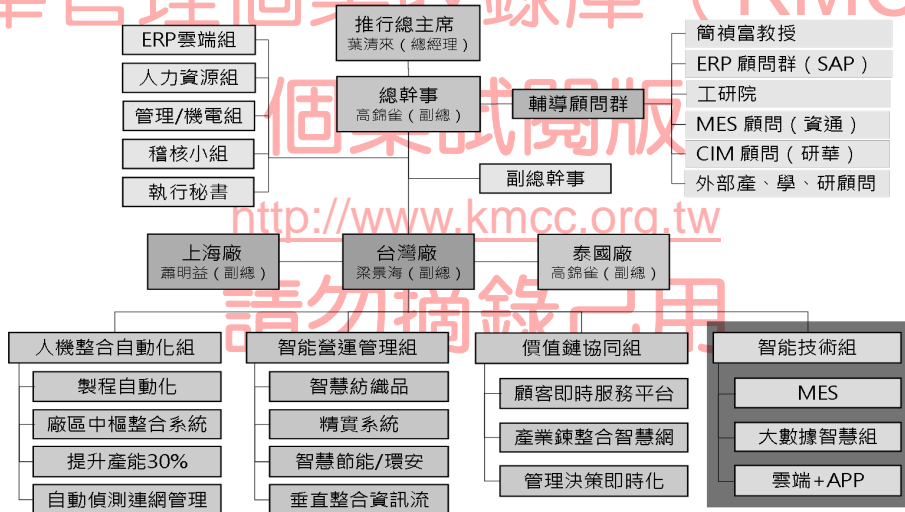 華管理個案收錄庫（KMC
推行總主席
葉清來（總經理）
ERP雲端組
人力資源組
管理/機電組
稽核小組
執行秘書
總幹事
高錦雀（副總）
輔導顧問群
簡禎富教授
ERP 顧問群（SAP）
工研院
MES 顧問（資通）
CIM 顧問（研華）
外部產、學、研顧問
個案試閱版
副總幹事
http://www.kmcc.org.tw
上海廠
蕭明益（副總）
台灣廠
梁景海（副總）
泰國廠
高錦雀（副總）
請勿摘錄己用
人機整合自動化組
製程自動化
廠區中樞整合系統
提升產能30%
自動偵測連網管理
智能營運管理組
智慧紡織品
精實系統
智慧節能/環安
垂直整合資訊流
價值鏈協同組
顧客即時服務平台
產業鍊整合智慧網
管理決策即時化
智能技術組
MES
大數據智慧組
雲端+APP